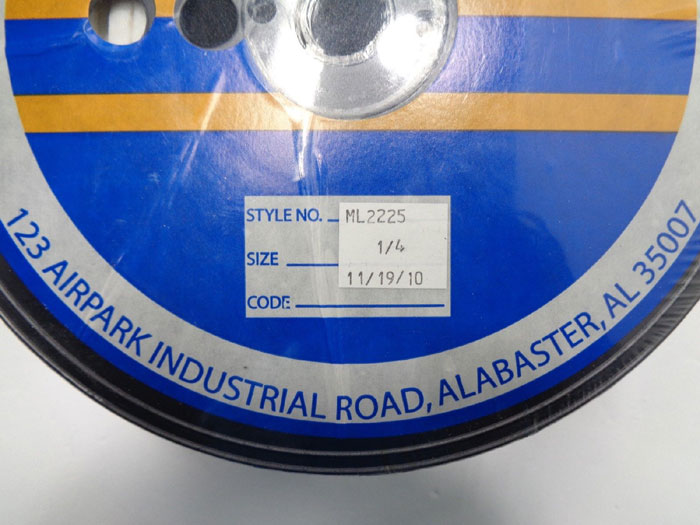 STYLE NO. ML2225
SIZE 1/4
11/19/10
CODE
123 AIRPARK INDUSTRIAL ROAD, ALABASTER, AL 35007